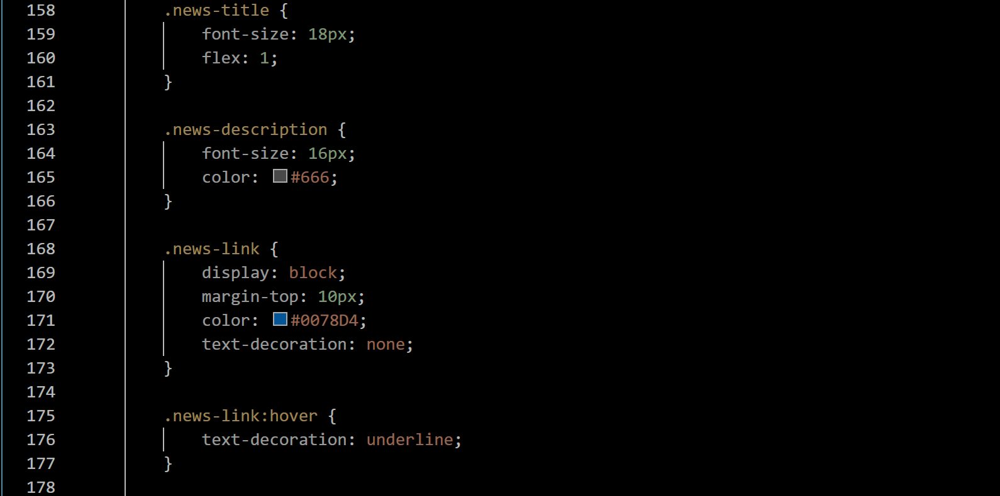 158 .news-title {
159 font-size: 18px;
160 flex: 1;
161 }
162
163 .news-description {
164 font-size: 16px;
165 color: #666;
166 }
167
168 .news-link {
169 display: block;
170 margin-top: 10px;
171 color: #0078D4;
172 text-decoration: none;
173 }
174
175 .news-link:hover {
176 text-decoration: underline;
177 }
178